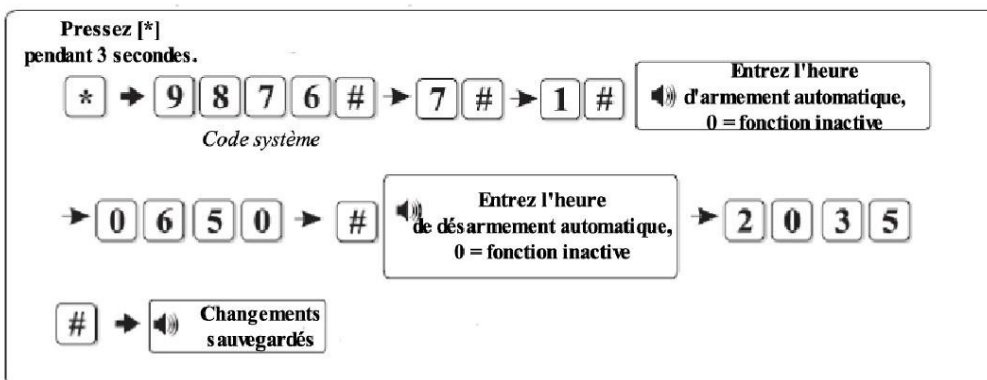 Pressez [*]
pendant 3 secondes.
* 9 8 7 6 # 7 # 1 #
Code système
Entrez l'heure
d'armement automatique,
0 = fonction inactive
0 6 5 0 #
Entrez l'heure
de désarmement automatique,
0 = fonction inactive
2 0 3 5
#
Changements
sauvegardés